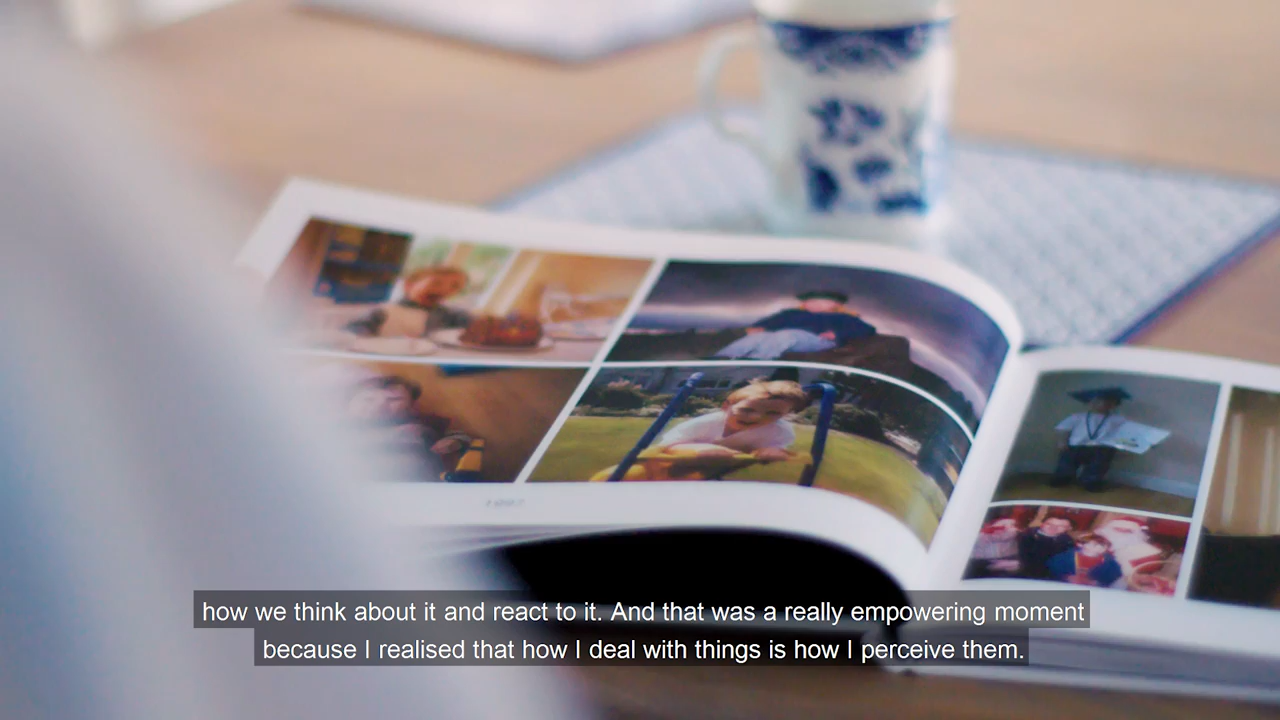 how we think about it and react to it. And that was a really empowering moment
because I realised that how I deal with things is how I perceive them.